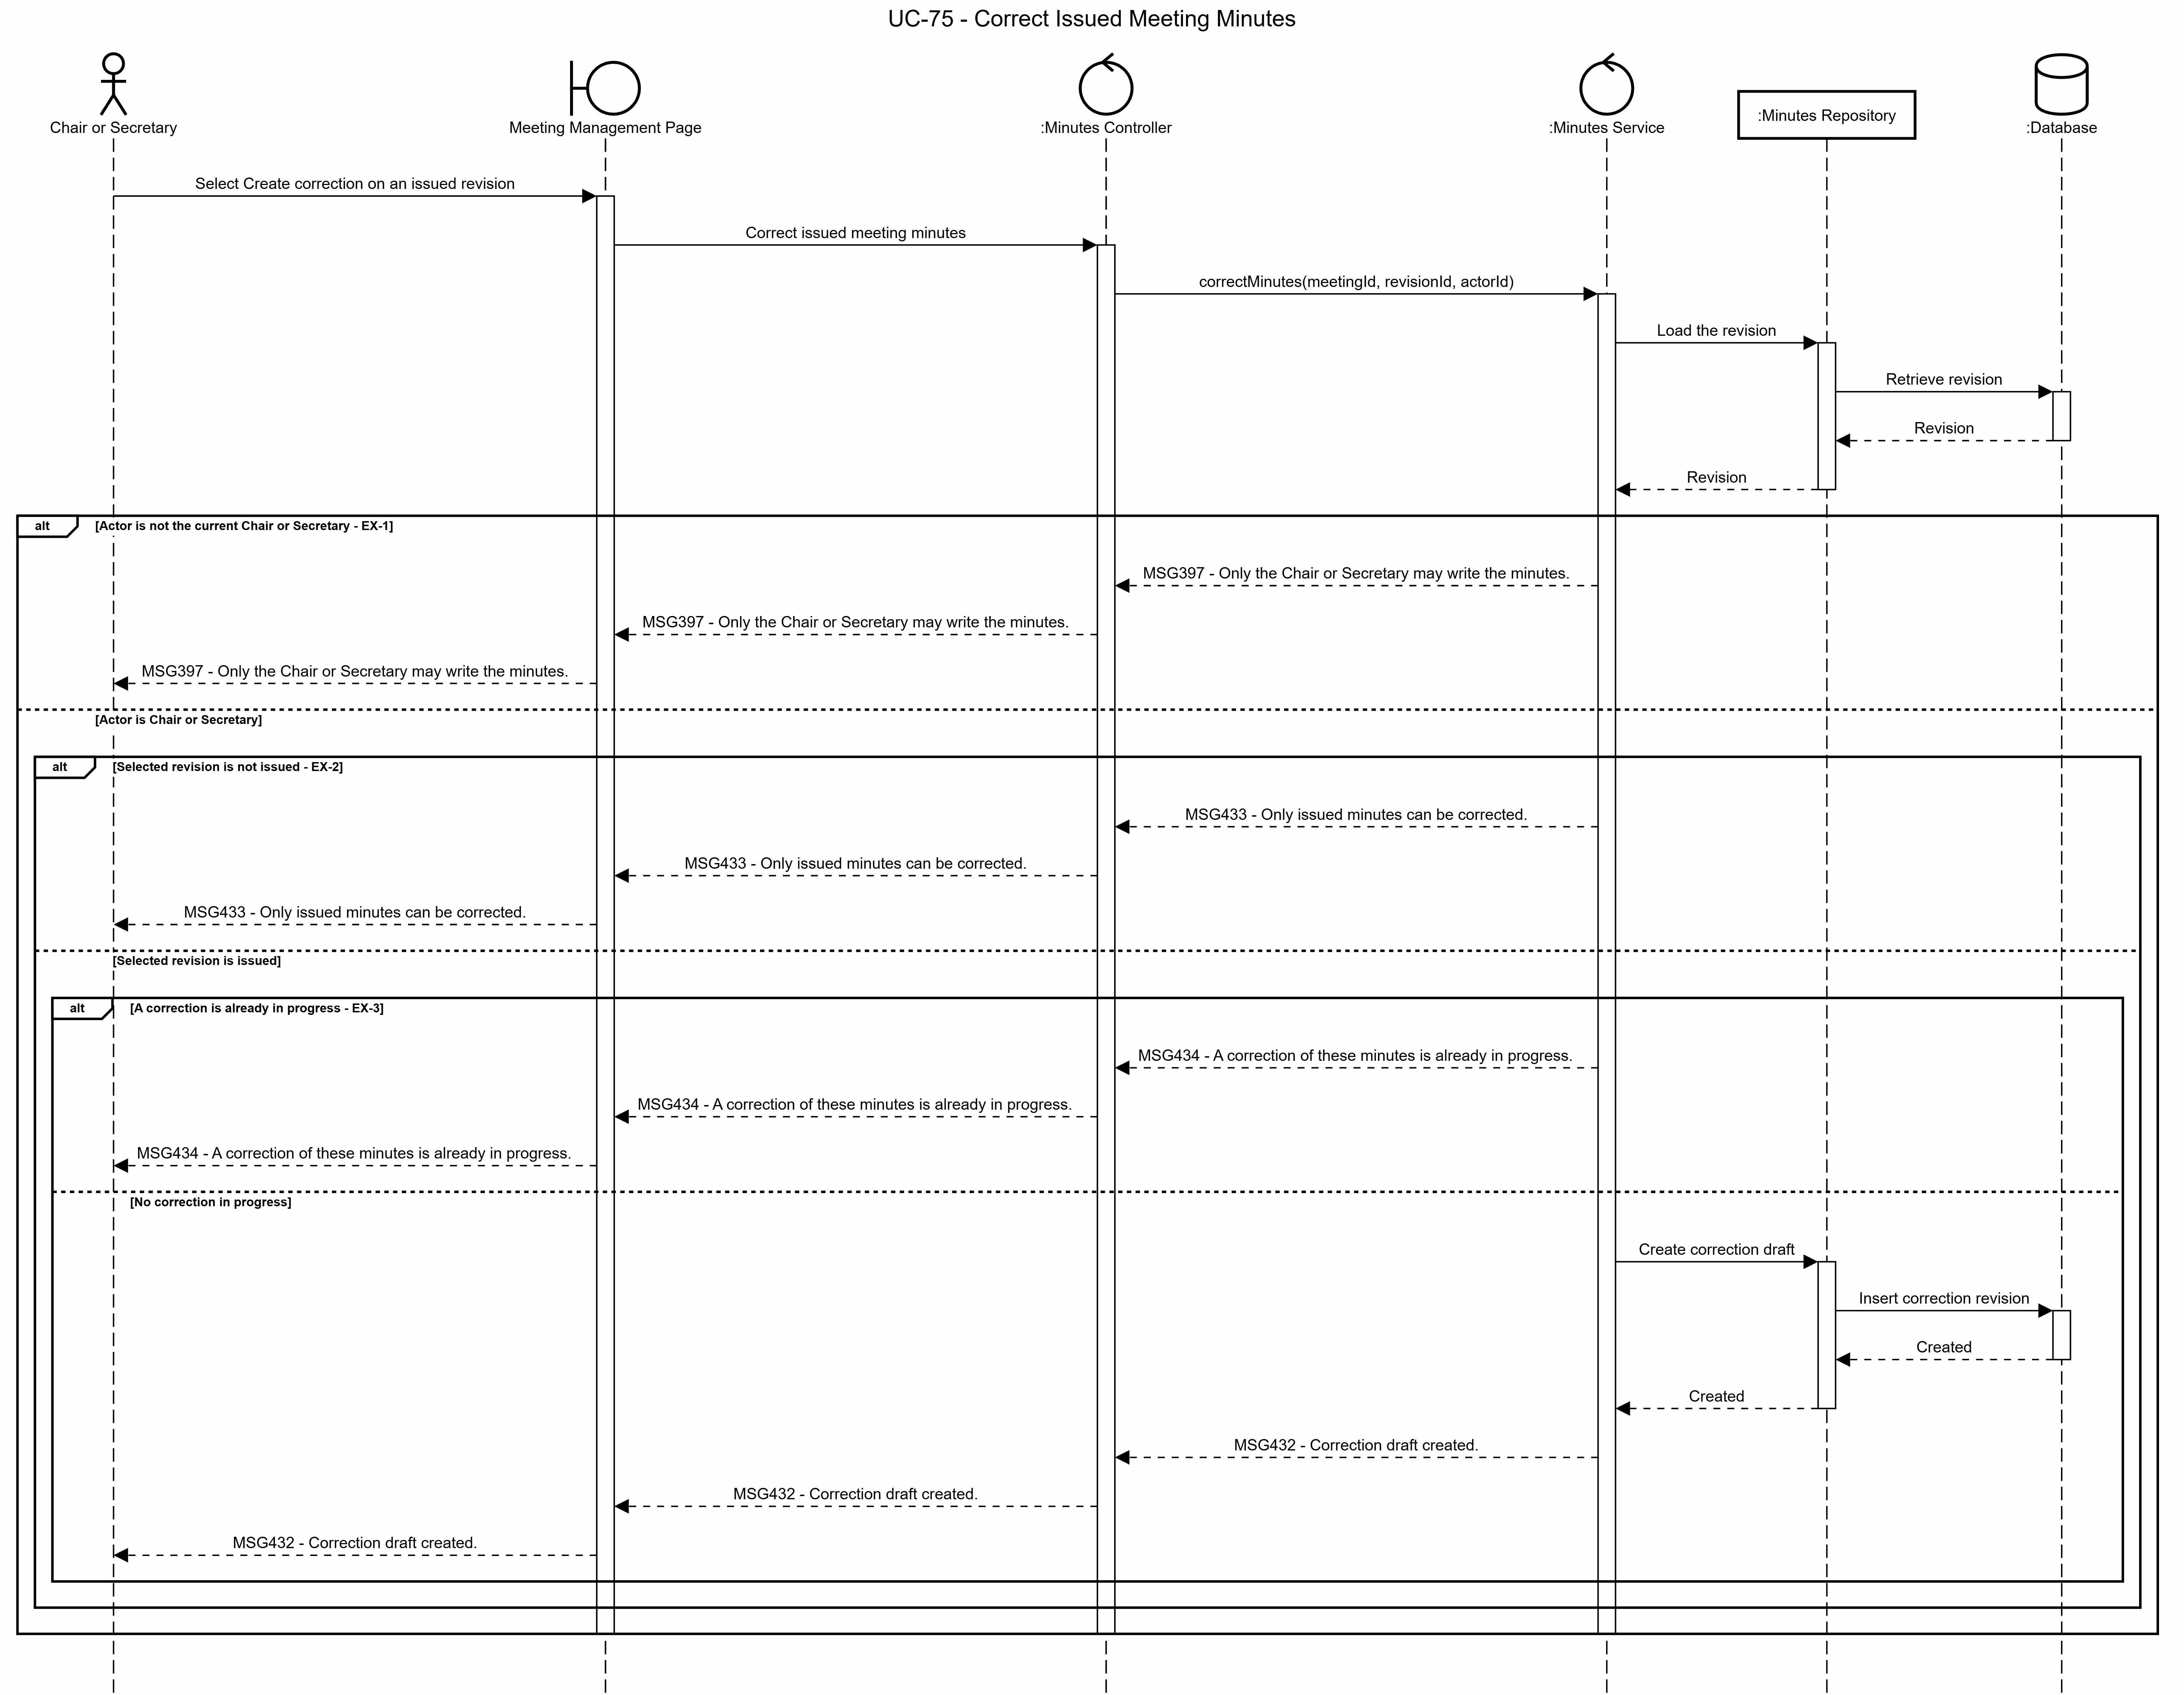 UC-75 - Correct Issued Meeting Minutes
Chair or Secretary
Meeting Management Page
:Minutes Controller
:Minutes Service
:Minutes Repository
:Database
Select Create correction on an issued revision
Correct issued meeting minutes
correctMinutes(meetingId, revisionId, actorId)
Load the revision
Retrieve revision
Revision
Revision
alt [Actor is not the current Chair or Secretary - EX-1]
MSG397 - Only the Chair or Secretary may write the minutes.
MSG397 - Only the Chair or Secretary may write the minutes.
MSG397 - Only the Chair or Secretary may write the minutes.
[Actor is Chair or Secretary]
alt [Selected revision is not issued - EX-2]
MSG433 - Only issued minutes can be corrected.
MSG433 - Only issued minutes can be corrected.
MSG433 - Only issued minutes can be corrected.
[Selected revision is issued]
alt [A correction is already in progress - EX-3]
MSG434 - A correction of these minutes is already in progress.
MSG434 - A correction of these minutes is already in progress.
MSG434 - A correction of these minutes is already in progress.
[No correction in progress]
Create correction draft
Insert correction revision
Created
Created
MSG432 - Correction draft created.
MSG432 - Correction draft created.
MSG432 - Correction draft created.